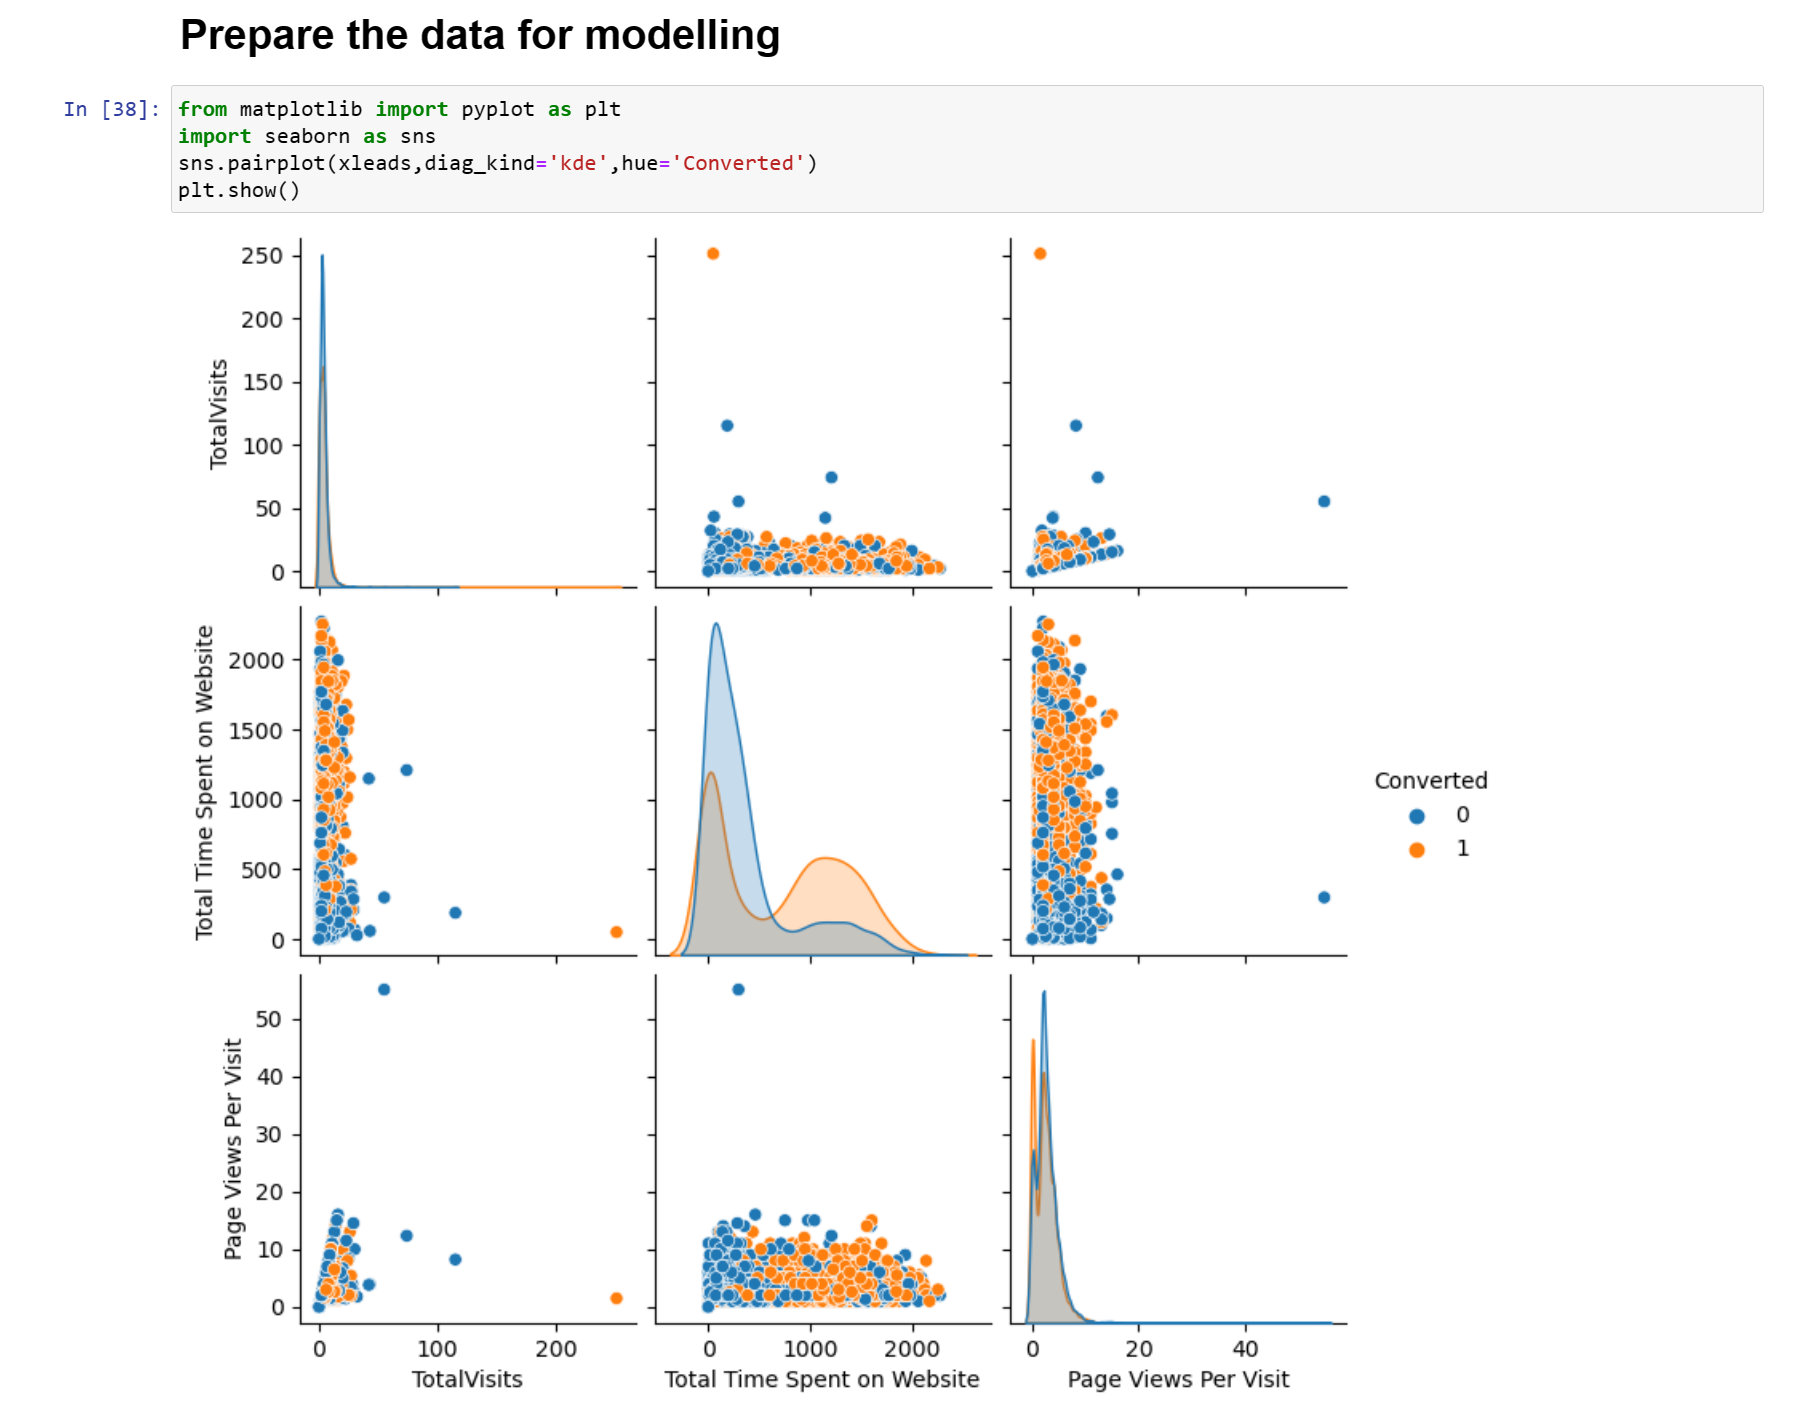 Prepare the data for modelling
In [38]:
from matplotlib import pyplot as plt
import seaborn as sns
sns.pairplot(xleads,diag_kind='kde',hue='Converted')
plt.show()
250
200
150
100
50
0
TotalVisits
2000
1500
1000
500
0
Total Time Spent on Website
50
40
30
20
10
0
Page Views Per Visit
0 100 200
TotalVisits
0 1000 2000
Total Time Spent on Website
0 20 40
Page Views Per Visit
Converted
0
1